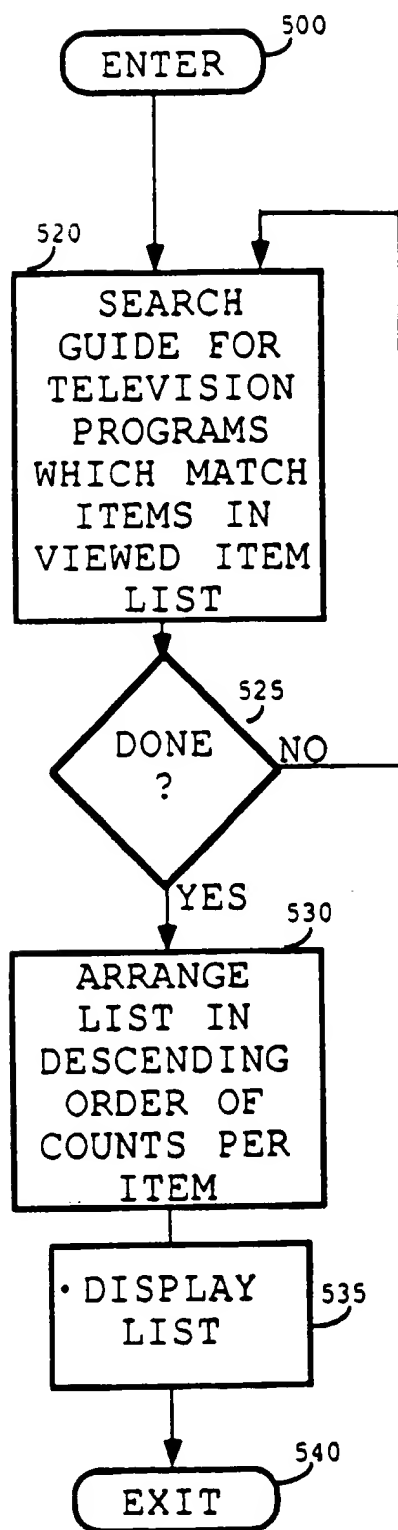 500
ENTER
520
SEARCH
GUIDE FOR
TELEVISION
PROGRAMS
WHICH MATCH
ITEMS IN
VIEWED ITEM
LIST
525
DONE
?
NO
YES
530
ARRANGE
LIST IN
DESCENDING
ORDER OF
COUNTS PER
ITEM
DISPLAY
LIST
535
540
EXIT